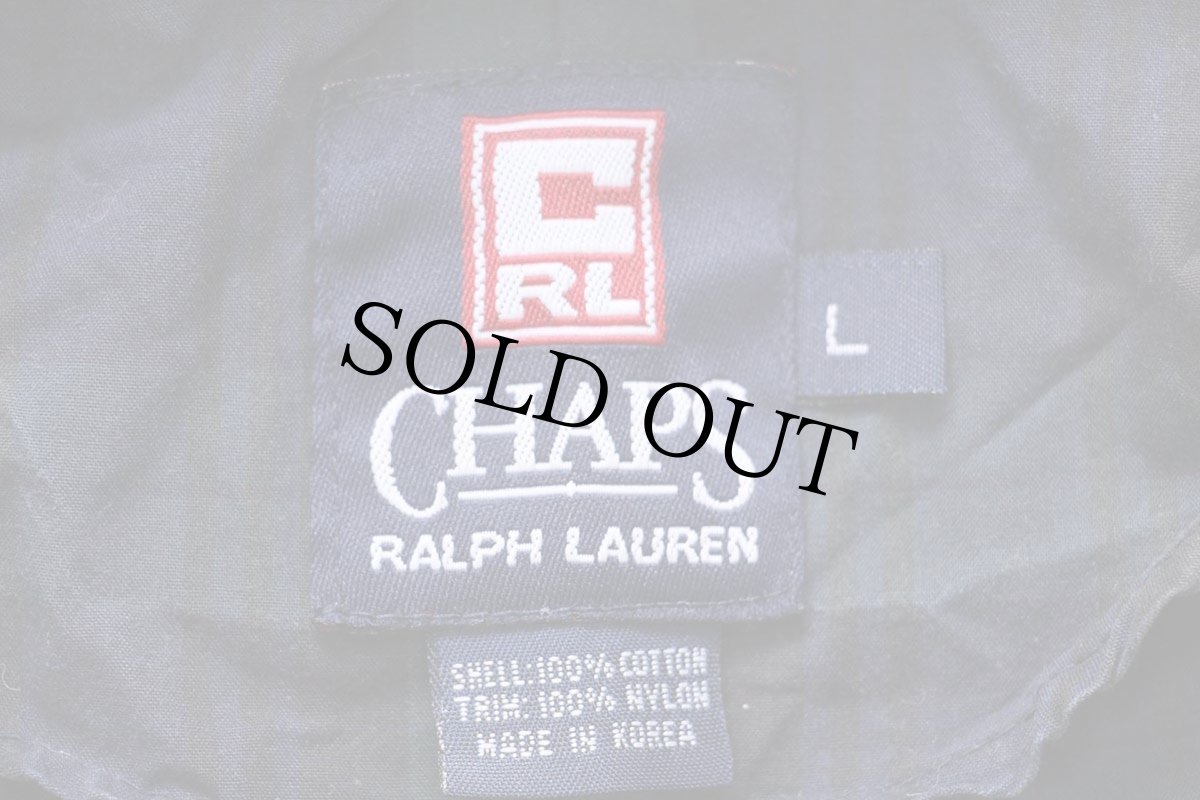 C
RL
L
SOLD OUT
CHAPS
RALPH LAUREN
SHELL:100% COTTON
TRIM:100% NYLON
MADE IN KOREA